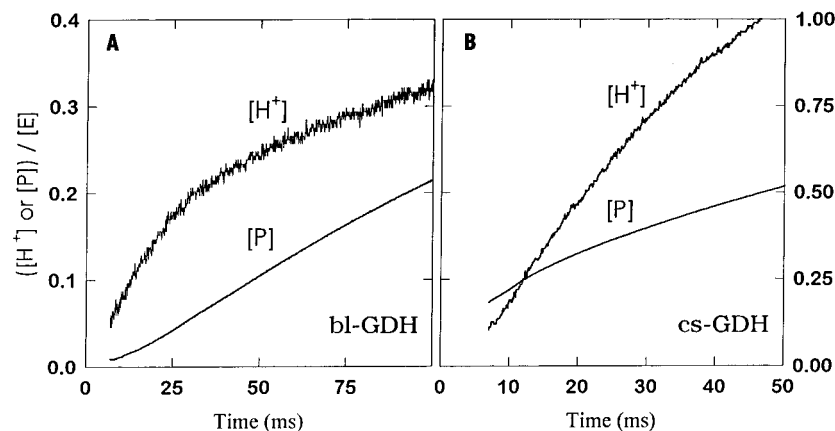 ([H⁺] or [P]) / [E]
A
[H⁺]
[P]
bl-GDH
0.4
0.3
0.2
0.1
0.0
0 25 50 75
Time (ms)
B
[H⁺]
[P]
cs-GDH
1.00
0.75
0.50
0.25
0.00
0 10 20 30 40 50
Time (ms)